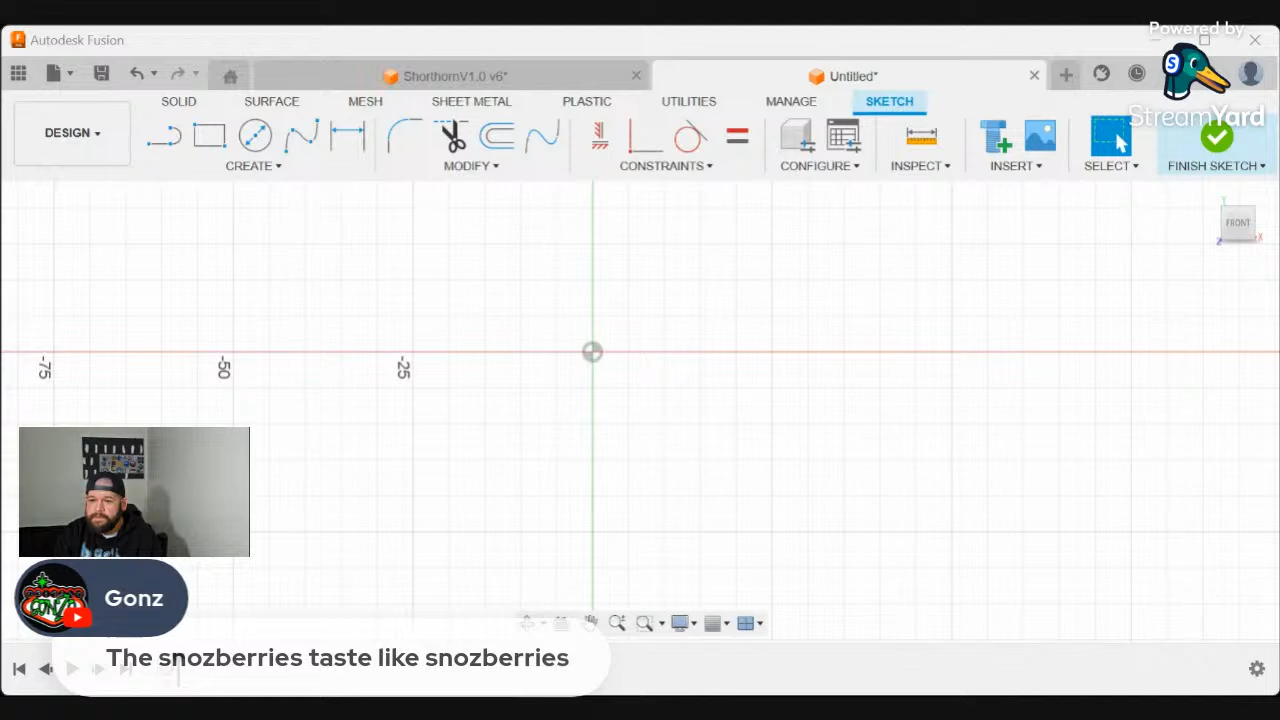 Autodesk Fusion
Powered by
StreamYard
ShorthornV1.0 v6*
Untitled*
SOLID
SURFACE
MESH
SHEET METAL
PLASTIC
UTILITIES
MANAGE
SKETCH
DESIGN
CREATE
MODIFY
CONSTRAINTS
CONFIGURE
INSPECT
INSERT
SELECT
FINISH SKETCH
Y
FRONT
Z
X
-75
-50
-25
Gonz
The snozberries taste like snozberries